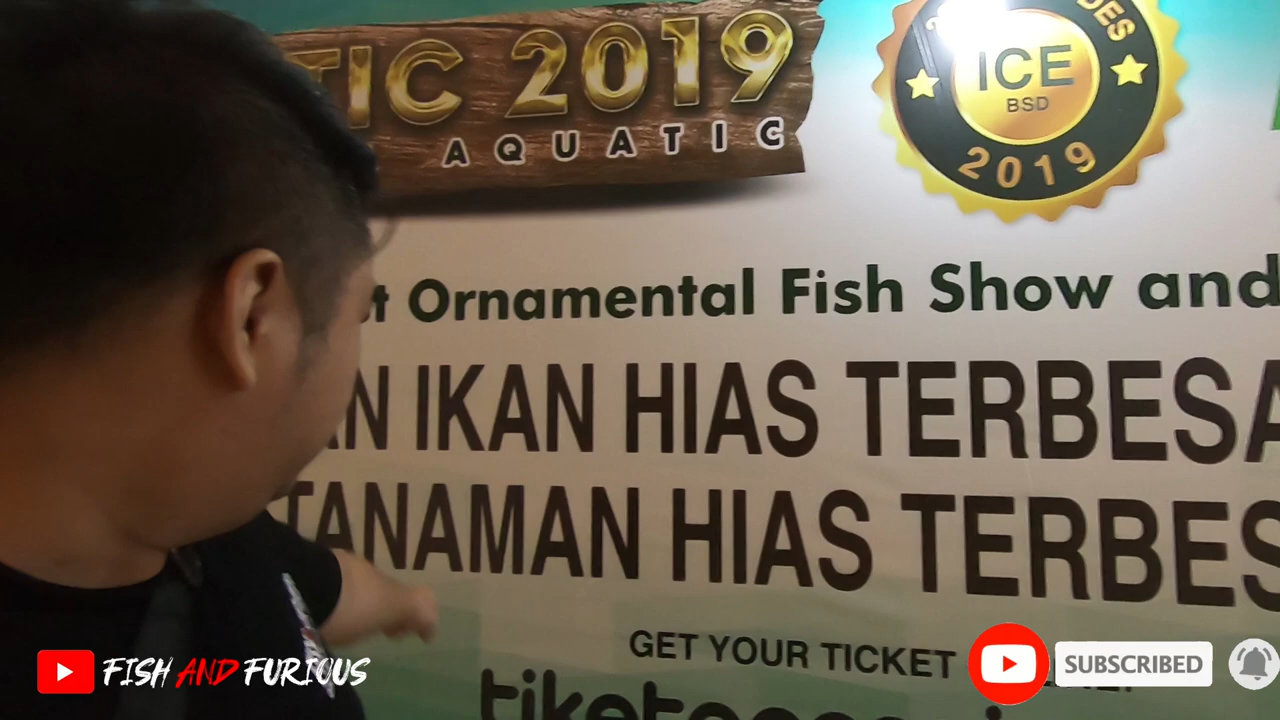 TIC 2019
AQUATIC
DES
ICE
BSD
2019
t Ornamental Fish Show and
AN IKAN HIAS TERBESA
TANAMAN HIAS TERBES
GET YOUR TICKET
FISH AND FURIOUS
SUBSCRIBED